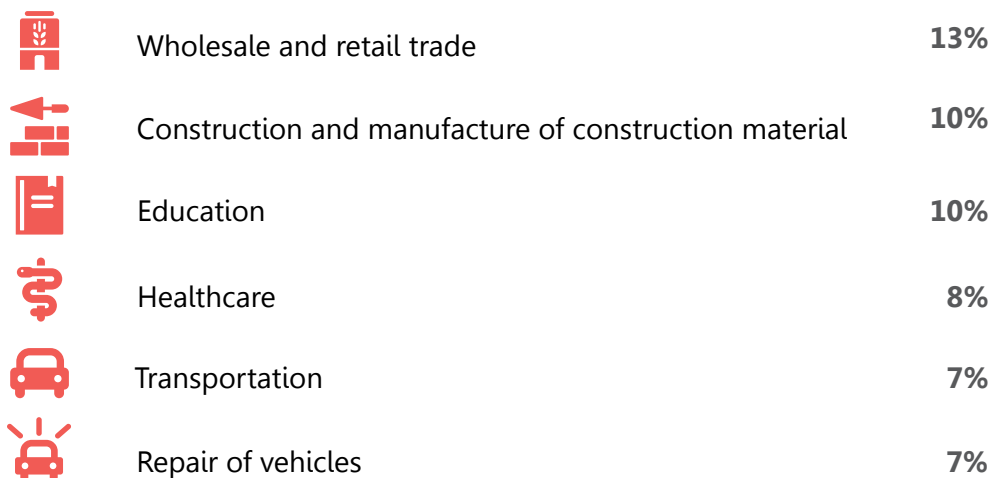 Wholesale and retail trade 13%
Construction and manufacture of construction material 10%
Education 10%
Healthcare 8%
Transportation 7%
Repair of vehicles 7%